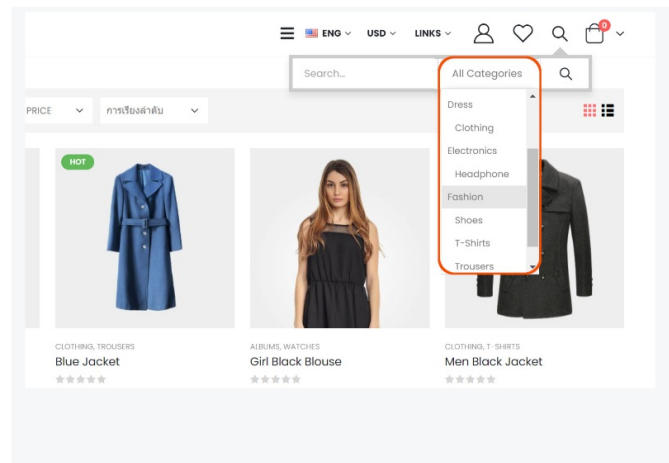 ENG USD LINKS 0
Search... All Categories
PRICE การเรียงลำดับ
Dress
Clothing
Electronics
Headphone
Fashion
Shoes
T-Shirts
Trousers
HOT
CLOTHING, TROUSERS
Blue Jacket
ALBUMS, WATCHES
Girl Black Blouse
CLOTHING, T-SHIRTS
Men Black Jacket